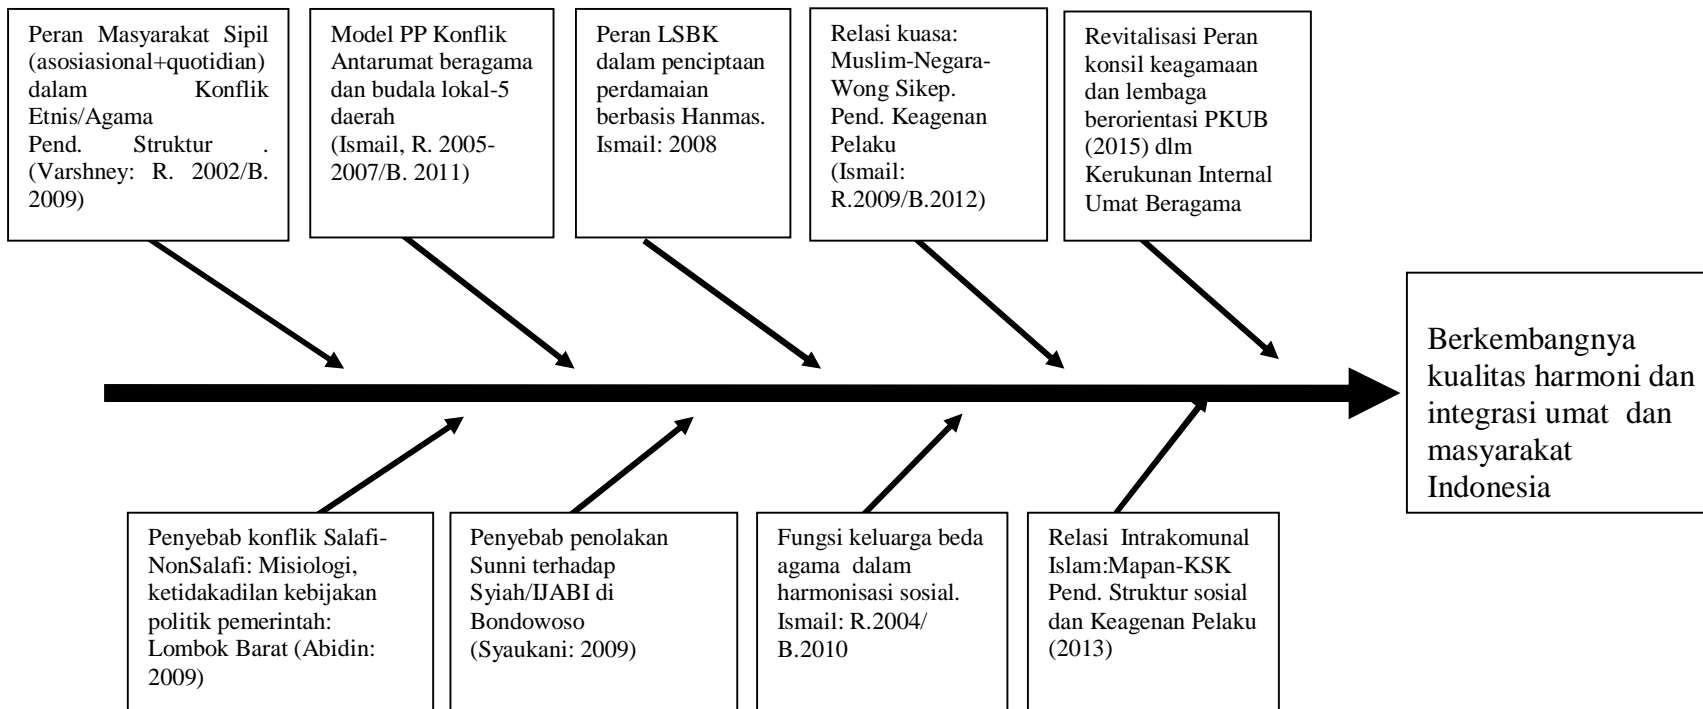 Peran Masyarakat Sipil
(asosiasional+quotidian)
dalam Konflik
Etnis/Agama
Pend. Struktur .
(Varshney: R. 2002/B.
2009)
Model PP Konflik
Antarumat beragama
dan budala lokal-5
daerah
(Ismail, R. 2005-
2007/B. 2011)
Peran LSBK
dalam penciptaan
perdamaian
berbasis Hanmas.
Ismail: 2008
Relasi kuasa:
Muslim-Negara-
Wong Sikep.
Pend. Keagenan
Pelaku
(Ismail:
R.2009/B.2012)
Revitalisasi Peran
konsil keagamaan
dan lembaga
berorientasi PKUB
(2015) dlm
Kerukunan Internal
Umat Beragama
Berkembangnya
kualitas harmoni dan
integrasi umat dan
masyarakat
Indonesia
Penyebab konflik Salafi-
NonSalafi: Misiologi,
ketidakadilan kebijakan
politik pemerintah:
Lombok Barat (Abidin:
2009)
Penyebab penolakan
Sunni terhadap
Syiah/IJABI di
Bondowoso
(Syaukani: 2009)
Fungsi keluarga beda
agama dalam
harmonisasi sosial.
Ismail: R.2004/
B.2010
Relasi Intrakomunal
Islam:Mapan-KSK
Pend. Struktur sosial
dan Keagenan Pelaku
(2013)